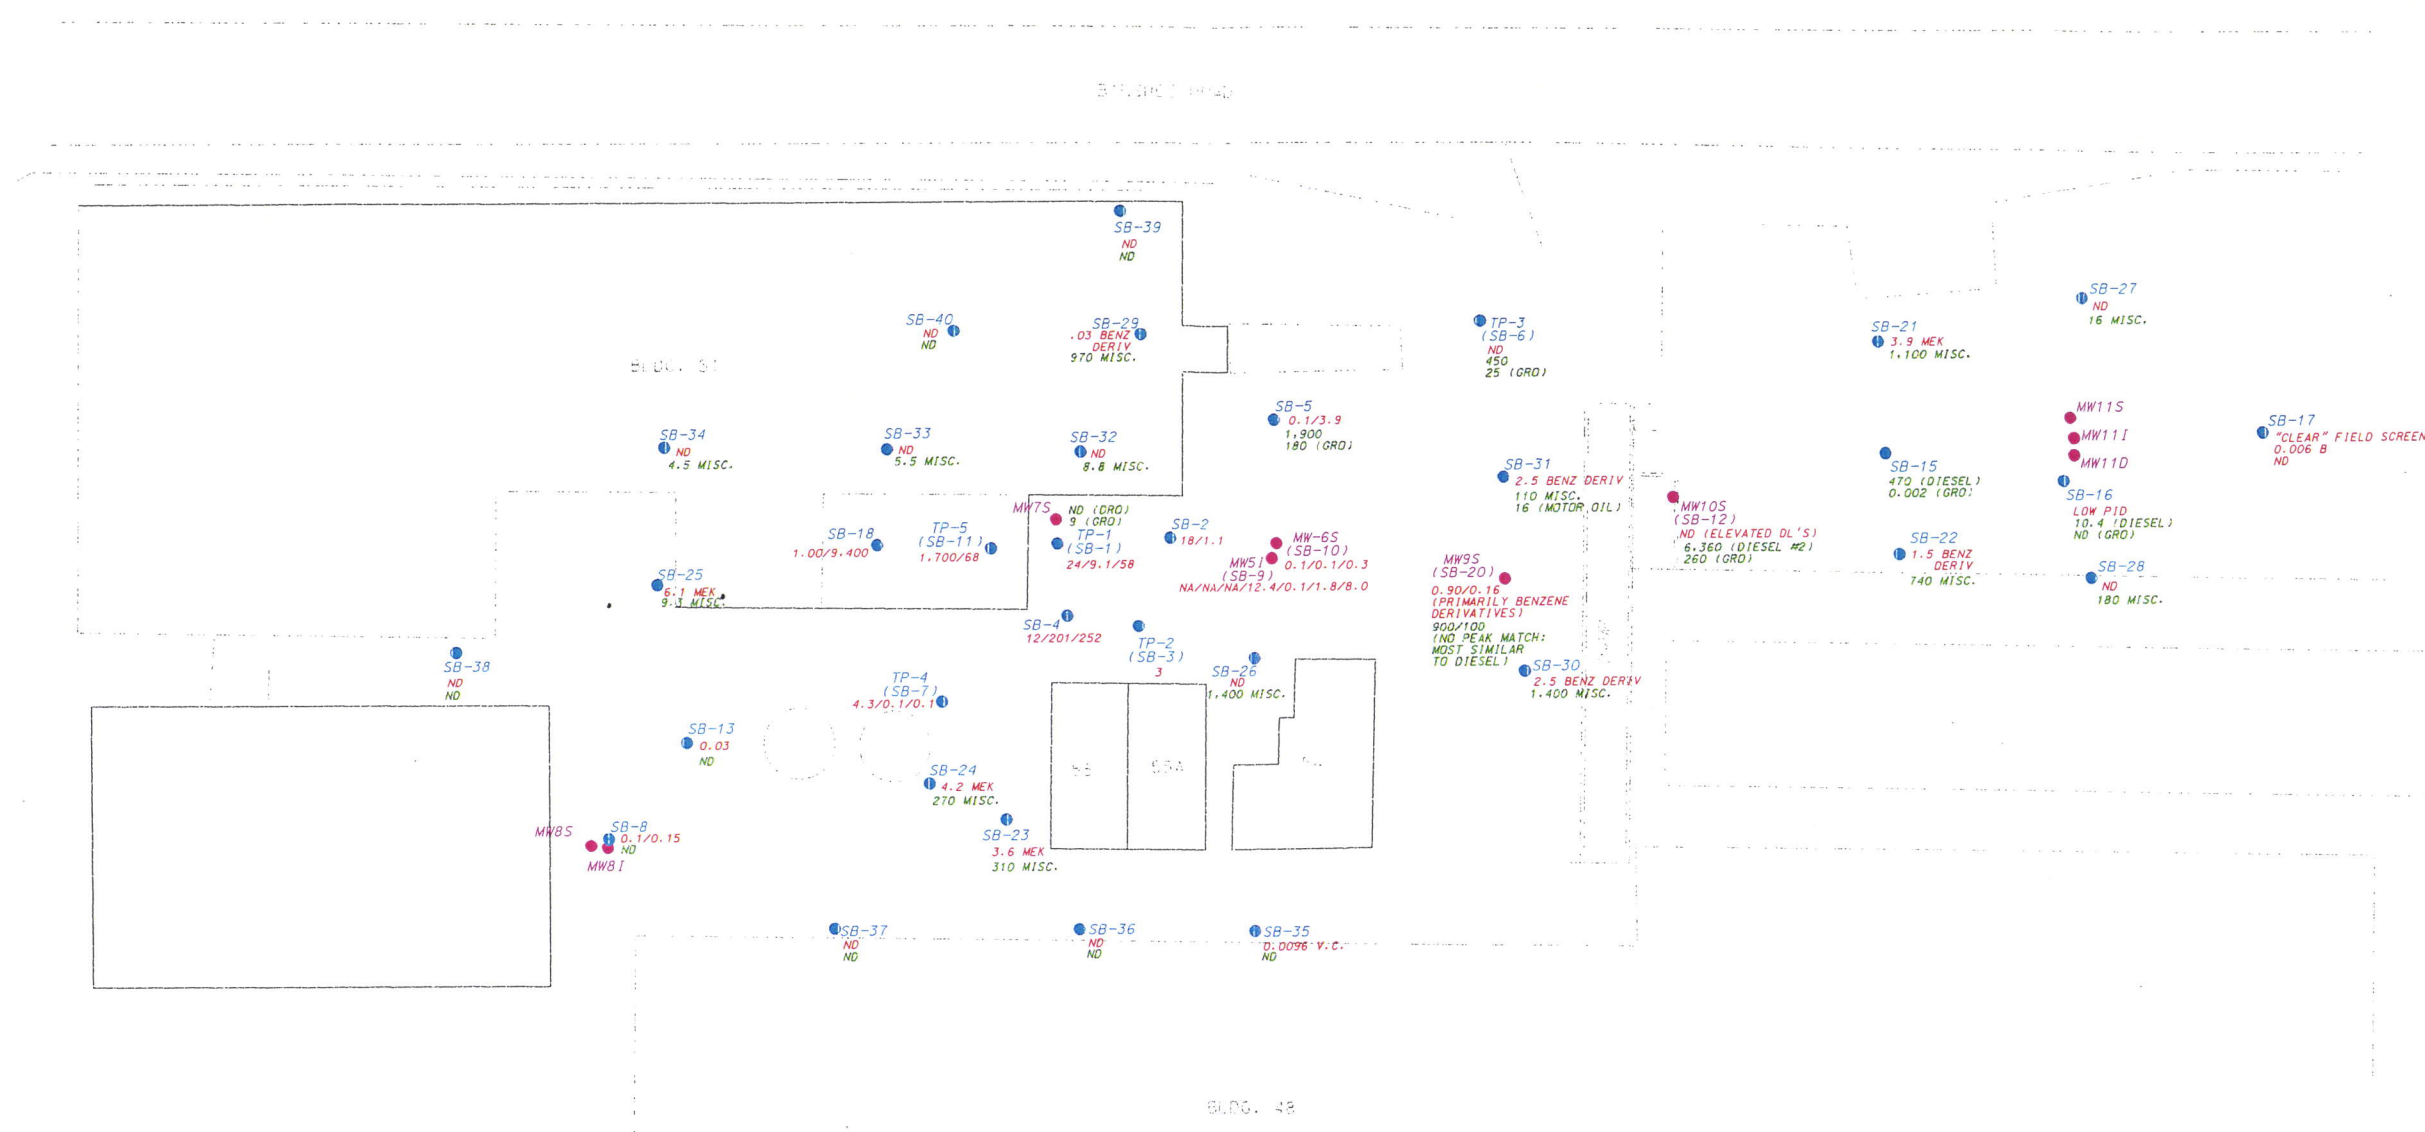 SB-39
ND
ND
SB-40
ND
ND
SB-29
.03 BENZ
DERIV
970 MISC.
TP-3
(SB-6)
ND
450
25 (GRO)
SB-21
3.9 MEK
1,100 MISC.
SB-27
ND
16 MISC.
SB-34
ND
4.5 MISC.
SB-33
ND
5.5 MISC.
SB-32
ND
8.8 MISC.
SB-5
0.1/3.9
1,900
180 (GRO)
SB-31
2.5 BENZ DERIV
110 MISC.
16 (MOTOR OIL)
SB-15
470 (DIESEL)
0.002 (GRO)
MW11S
MW11I
MW11D
SB-16
LOW PID
10.4 (DIESEL)
ND (GRO)
SB-17
"CLEAR" FIELD SCREEN
0.006 B
ND
SB-18
1.00/9.400
TP-5
(SB-11)
1,700/68
MW7S
ND (DRO)
9 (GRO)
TP-1
(SB-1)
24/9.1/58
SB-2
18/1.1
MW-6S
(SB-10)
0.1/0.1/0.3
MW5I
(SB-9)
NA/NA/NA/12.4/0.1/1.8/8.0
MW9S
(SB-20)
0.90/0.16
(PRIMARILY BENZENE
DERIVATIVES)
900/100
(NO PEAK MATCH:
MOST SIMILAR
TO DIESEL)
MW10S
(SB-12)
ND (ELEVATED DL'S)
6.360 (DIESEL #2)
260 (GRO)
SB-22
1.5 BENZ
DERIV
740 MISC.
SB-28
ND
180 MISC.
SB-25
6.1 MEK
9.3 MISC.
SB-4
12/201/252
TP-2
(SB-3)
3
SB-26
ND
1,400 MISC.
SB-30
2.5 BENZ DERIV
1,400 MISC.
SB-38
ND
ND
TP-4
(SB-7)
4.3/0.1/0.1
SB-13
0.03
ND
SB-24
4.2 MEK
270 MISC.
55A
SB-23
3.6 MEK
310 MISC.
MW8S
SB-8
0.1/0.15
ND
MW8I
SB-37
ND
ND
SB-36
ND
ND
SB-35
0.0096 V.C.
ND
BLDG. 48